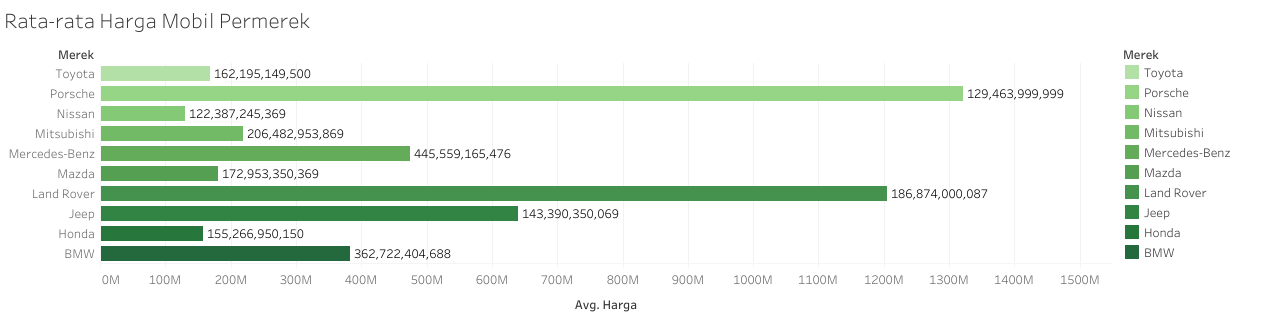 Rata-rata Harga Mobil Permerek
Merek
Toyota 162,195,149,500
Porsche 129,463,999,999
Nissan 122,387,245,369
Mitsubishi 206,482,953,869
Mercedes-Benz 445,559,165,476
Mazda 172,953,350,369
Land Rover 186,874,000,087
Jeep 143,390,350,069
Honda 155,266,950,150
BMW 362,722,404,688
0M 100M 200M 300M 400M 500M 600M 700M 800M 900M 1000M 1100M 1200M 1300M 1400M 1500M
Avg. Harga
Merek
Toyota
Porsche
Nissan
Mitsubishi
Mercedes-Benz
Mazda
Land Rover
Jeep
Honda
BMW